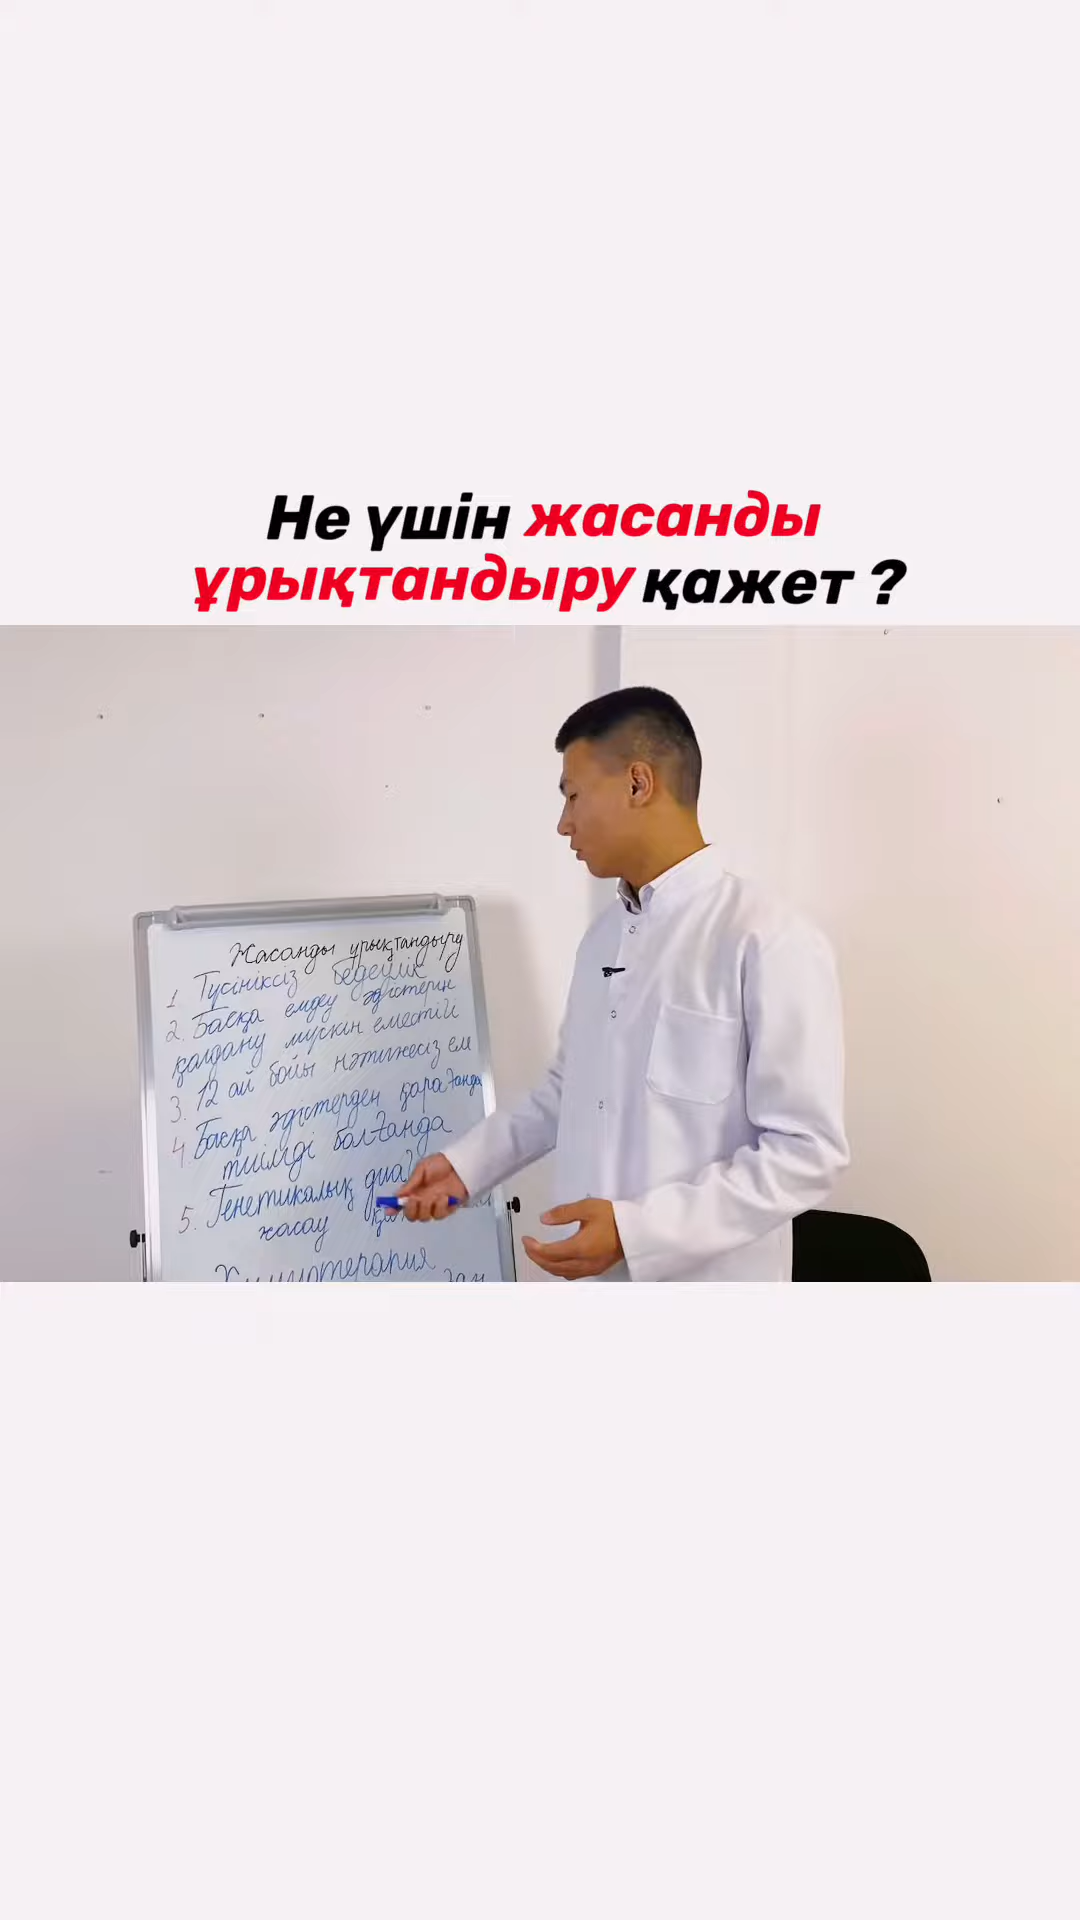 Не үшін жасанды
ұрықтандыру қажет ?
Жасанды ұрықтандыру
1. Түсініксіз бедеулік
2. Басқа емдеу әдістерін
қолдану мүмкін еместігі
3. 12 ай бойы нәтижесіз ем
4. Басқа әдістерден қарағанда
тиімді болғанда
5. Генетикалық
жасау
Химиотерапия